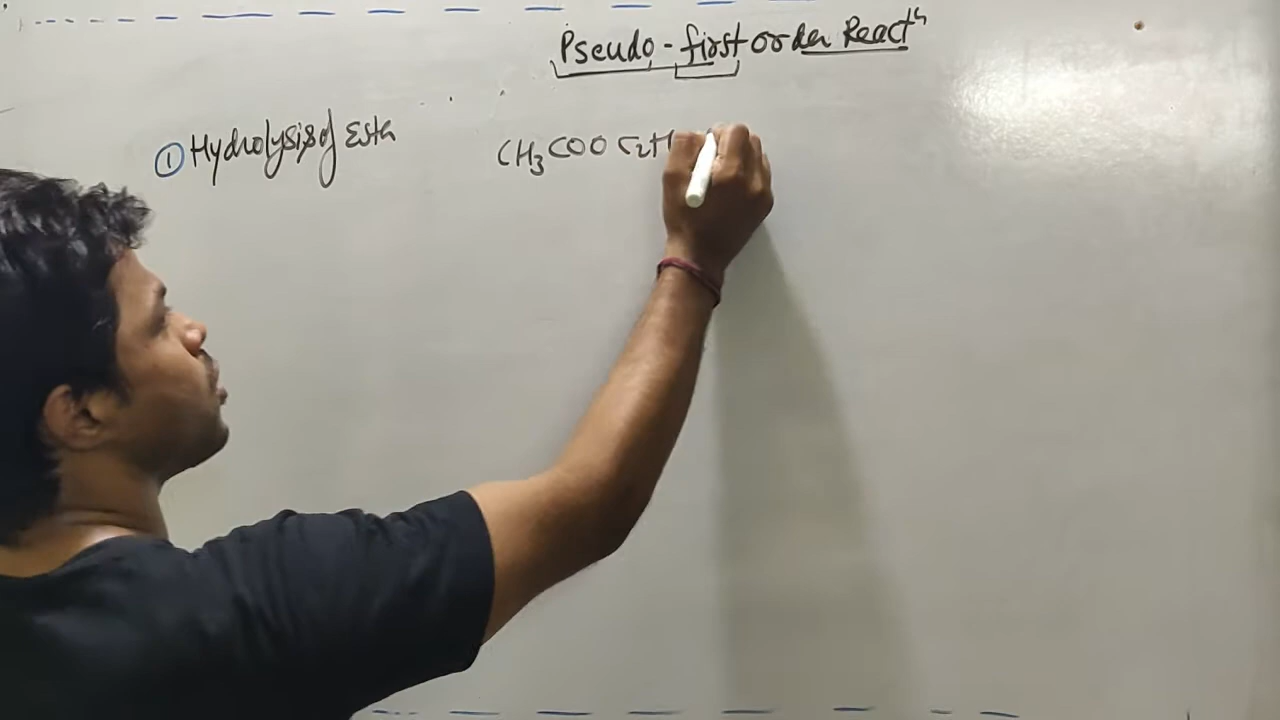 Pseudo-first order Reactn
① Hydrolysis of Ester
CH3COO C2H